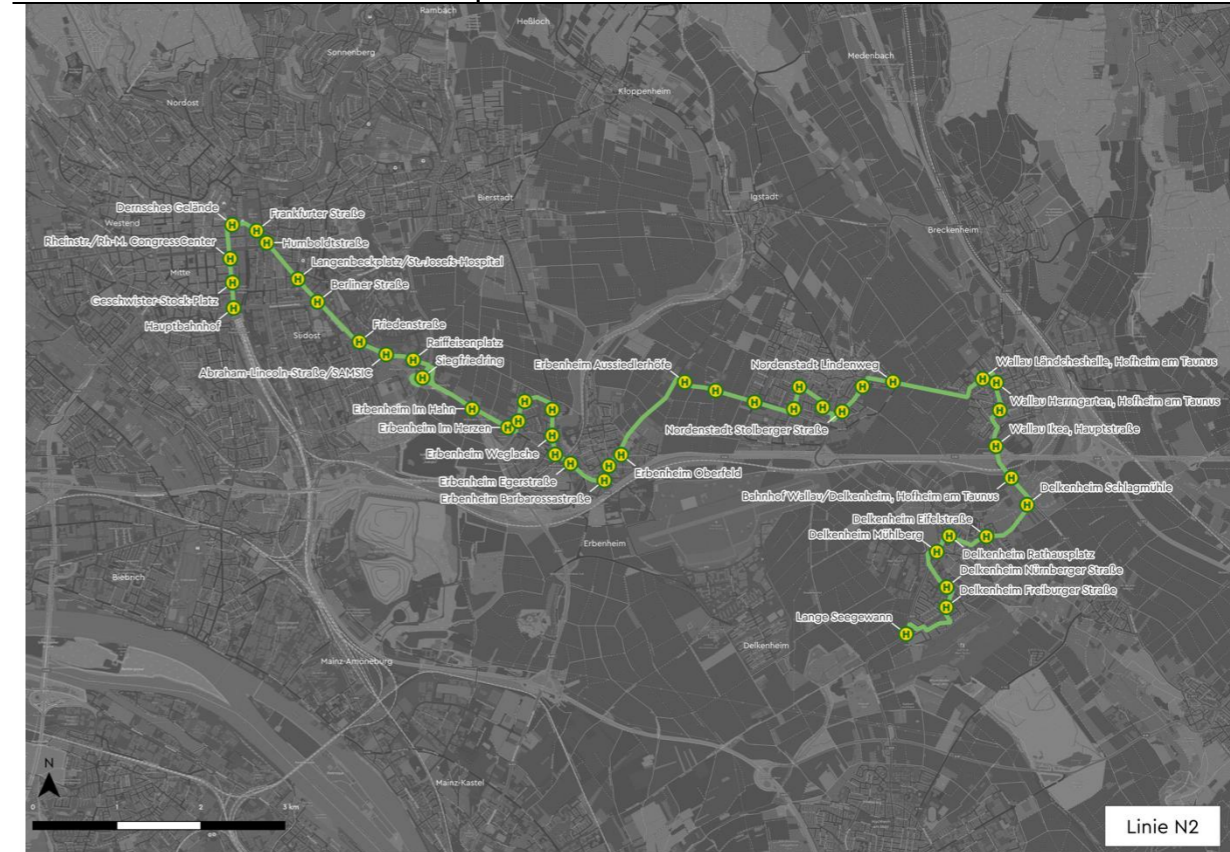 Rambach
Heßloch
Sonnenberg
Medenbach
Kloppenheim
Nordost
Bierstadt
Igstadt
Westend
Dernsches Gelände
Frankfurter Straße
Breckenheim
Rheinstr./Rh-M. CongressCenter
Humboldtstraße
Mitte
Langenbeckplatz/St.-Josefs-Hospital
Geschwister-Stock-Platz
Berliner Straße
Hauptbahnhof
Friedenstraße
Südost
Raiffeisenplatz
Siegfriedring
Abraham-Lincoln-Straße/SAMSIC
Erbenheim Aussiedlerhöfe
Nordenstadt Lindenweg
Wallau Ländcheshalle, Hofheim am Taunus
Wallau Herrngarten, Hofheim am Taunus
Erbenheim Im Hahn
Erbenheim Im Herzen
Nordenstadt Stolberger Straße
Wallau Ikea, Hauptstraße
Erbenheim Weglache
Erbenheim Oberfeld
Erbenheim Egerstraße
Erbenheim Barbarossastraße
Bahnhof Wallau/Delkenheim, Hofheim am Taunus
Delkenheim Schlagmühle
Delkenheim Eifelstraße
Delkenheim Mühlberg
Erbenheim
Delkenheim Rathausplatz
Delkenheim Nürnberger Straße
Biebrich
Delkenheim Freiburger Straße
Lange Seegewann
Delkenheim
Mainz-Amöneburg
N
Mainz-Kastel
0 1 2 3 km
Linie N2